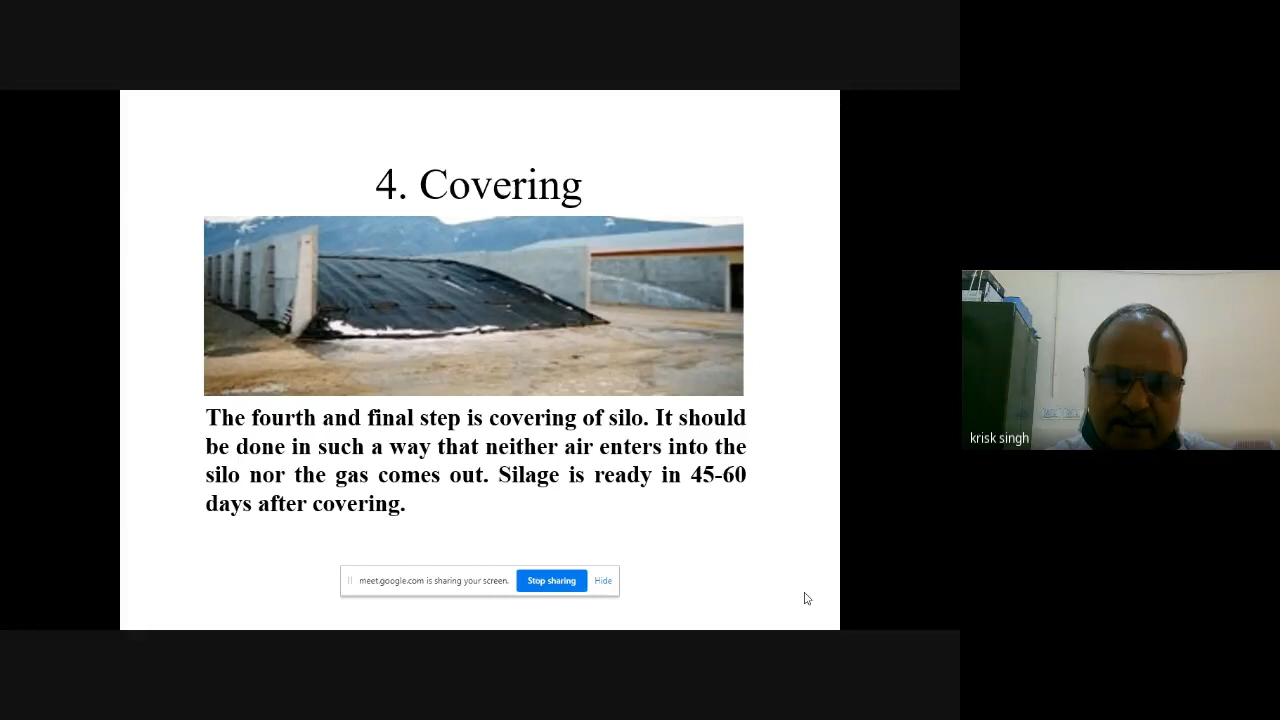 4. Covering
The fourth and final step is covering of silo. It should
be done in such a way that neither air enters into the
silo nor the gas comes out. Silage is ready in 45-60
days after covering.
meet.google.com is sharing your screen.
Stop sharing
Hide
krisk singh